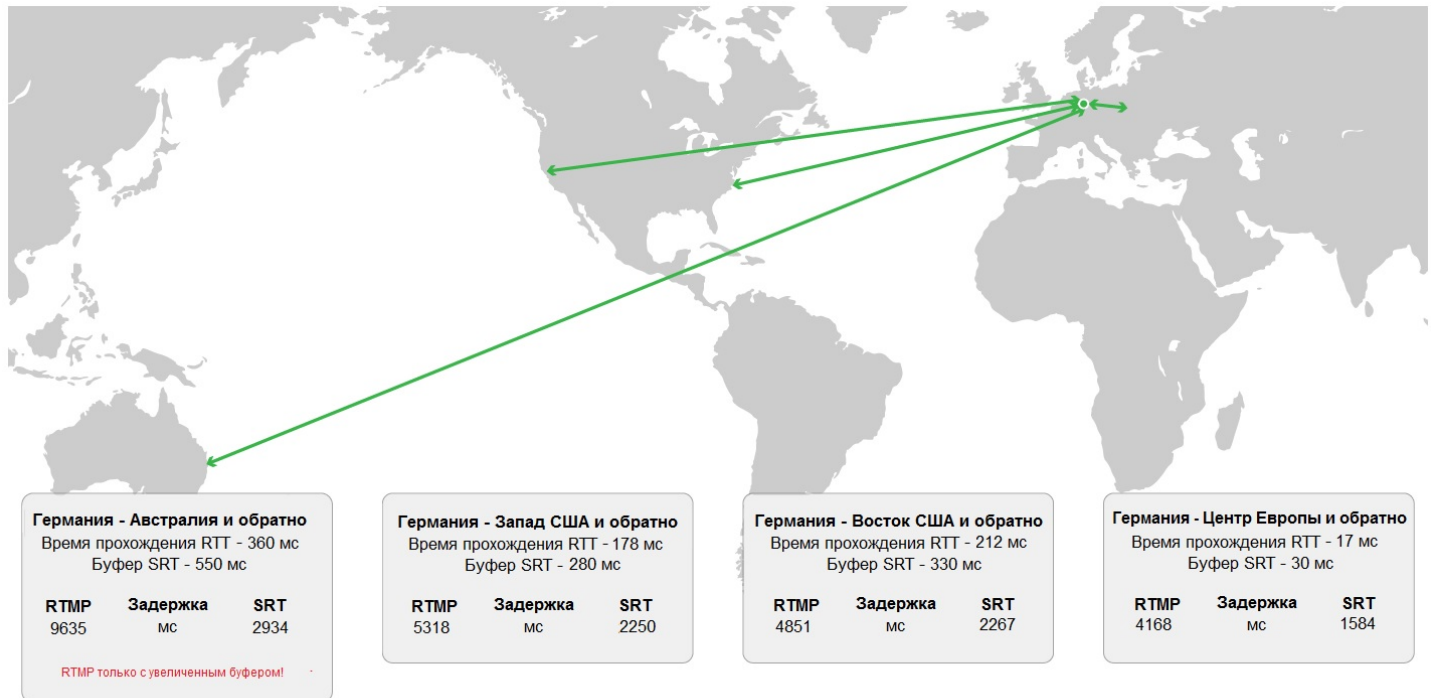 Германия - Австралия и обратно
Время прохождения RTT - 360 мс
Буфер SRT - 550 мс
RTMP Задержка SRT
9635 мс 2934
RTMP только с увеличенным буфером!
Германия - Запад США и обратно
Время прохождения RTT - 178 мс
Буфер SRT - 280 мс
RTMP Задержка SRT
5318 мс 2250
Германия - Восток США и обратно
Время прохождения RTT - 212 мс
Буфер SRT - 330 мс
RTMP Задержка SRT
4851 мс 2267
Германия - Центр Европы и обратно
Время прохождения RTT - 17 мс
Буфер SRT - 30 мс
RTMP Задержка SRT
4168 мс 1584